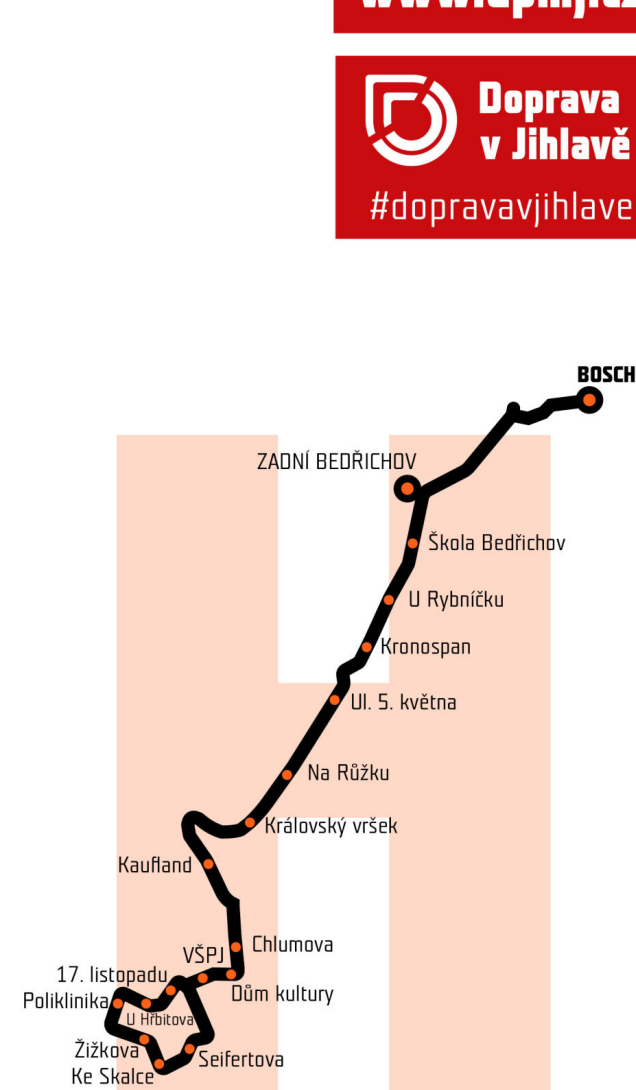 Doprava
v Jihlavě
#dopravavjihlave
BOSCH
ZADNÍ BEDŘICHOV
Škola Bedřichov
U Rybníčku
Kronospan
Ul. 5. května
Na Růžku
Královský vršek
Kaufland
Chlumova
VŠPJ
17. listopadu
Dům kultury
Poliklinika
U Hřbitova
Žižkova
Seifertova
Ke Skalce